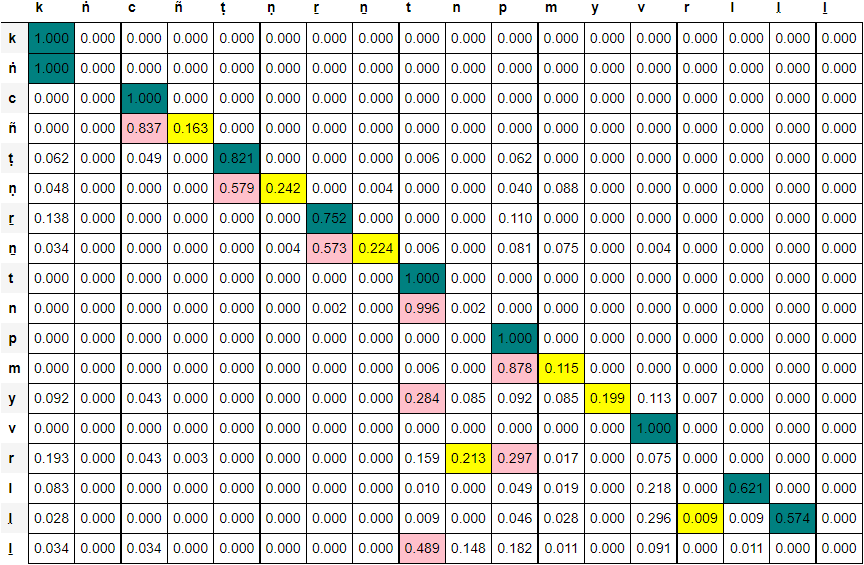 k ṅ c ñ ṭ ṇ ṟ ṉ t n p m y v r l ḷ ḻ
k 1.000 0.000 0.000 0.000 0.000 0.000 0.000 0.000 0.000 0.000 0.000 0.000 0.000 0.000 0.000 0.000 0.000 0.000
ṅ 1.000 0.000 0.000 0.000 0.000 0.000 0.000 0.000 0.000 0.000 0.000 0.000 0.000 0.000 0.000 0.000 0.000 0.000
c 0.000 0.000 1.000 0.000 0.000 0.000 0.000 0.000 0.000 0.000 0.000 0.000 0.000 0.000 0.000 0.000 0.000 0.000
ñ 0.000 0.000 0.837 0.163 0.000 0.000 0.000 0.000 0.000 0.000 0.000 0.000 0.000 0.000 0.000 0.000 0.000 0.000
ṭ 0.062 0.000 0.049 0.000 0.821 0.000 0.000 0.000 0.006 0.000 0.062 0.000 0.000 0.000 0.000 0.000 0.000 0.000
ṇ 0.048 0.000 0.000 0.000 0.579 0.242 0.000 0.004 0.000 0.000 0.040 0.088 0.000 0.000 0.000 0.000 0.000 0.000
ṟ 0.138 0.000 0.000 0.000 0.000 0.000 0.752 0.000 0.000 0.000 0.110 0.000 0.000 0.000 0.000 0.000 0.000 0.000
ṉ 0.034 0.000 0.000 0.000 0.000 0.004 0.573 0.224 0.006 0.000 0.081 0.075 0.000 0.004 0.000 0.000 0.000 0.000
t 0.000 0.000 0.000 0.000 0.000 0.000 0.000 0.000 1.000 0.000 0.000 0.000 0.000 0.000 0.000 0.000 0.000 0.000
n 0.000 0.000 0.000 0.000 0.000 0.000 0.002 0.000 0.996 0.002 0.000 0.000 0.000 0.000 0.000 0.000 0.000 0.000
p 0.000 0.000 0.000 0.000 0.000 0.000 0.000 0.000 0.000 0.000 1.000 0.000 0.000 0.000 0.000 0.000 0.000 0.000
m 0.000 0.000 0.000 0.000 0.000 0.000 0.000 0.000 0.006 0.000 0.878 0.115 0.000 0.000 0.000 0.000 0.000 0.000
y 0.092 0.000 0.043 0.000 0.000 0.000 0.000 0.000 0.284 0.085 0.092 0.085 0.199 0.113 0.007 0.000 0.000 0.000
v 0.000 0.000 0.000 0.000 0.000 0.000 0.000 0.000 0.000 0.000 0.000 0.000 0.000 1.000 0.000 0.000 0.000 0.000
r 0.193 0.000 0.043 0.003 0.000 0.000 0.000 0.000 0.159 0.213 0.297 0.017 0.000 0.075 0.000 0.000 0.000 0.000
l 0.083 0.000 0.000 0.000 0.000 0.000 0.000 0.000 0.010 0.000 0.049 0.019 0.000 0.218 0.000 0.621 0.000 0.000
ḷ 0.028 0.000 0.000 0.000 0.000 0.000 0.000 0.000 0.009 0.000 0.046 0.028 0.000 0.296 0.009 0.009 0.574 0.000
ḻ 0.034 0.000 0.034 0.000 0.000 0.000 0.000 0.000 0.489 0.148 0.182 0.011 0.000 0.091 0.000 0.011 0.000 0.000